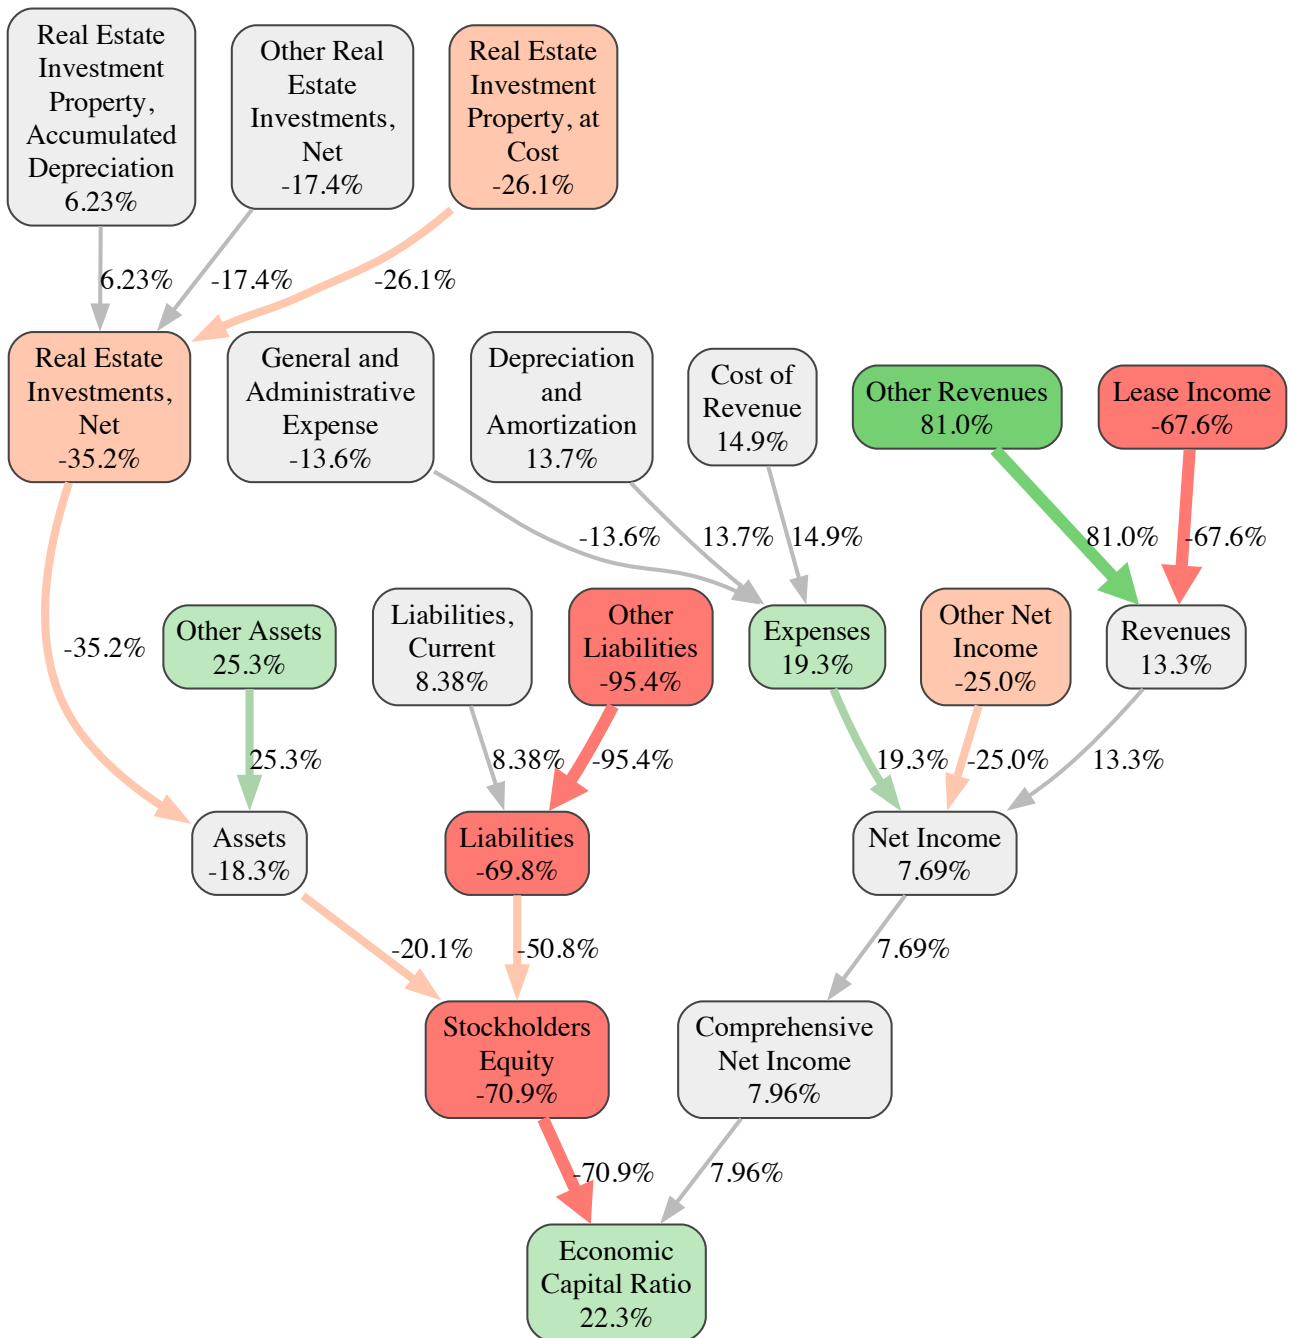 Real Estate
Investment
Property,
Accumulated
Depreciation
6.23%
Other Real
Estate
Investments,
Net
-17.4%
Real Estate
Investment
Property, at
Cost
-26.1%
6.23%
-17.4%
-26.1%
Real Estate
Investments,
Net
-35.2%
General and
Administrative
Expense
-13.6%
Depreciation
and
Amortization
13.7%
Cost of
Revenue
14.9%
Other Revenues
81.0%
Lease Income
-67.6%
-13.6%
13.7%
14.9%
81.0%
-67.6%
-35.2%
Other Assets
25.3%
Liabilities,
Current
8.38%
Other
Liabilities
-95.4%
Expenses
19.3%
Other Net
Income
-25.0%
Revenues
13.3%
25.3%
8.38%
-95.4%
19.3%
-25.0%
13.3%
Assets
-18.3%
Liabilities
-69.8%
Net Income
7.69%
-20.1%
-50.8%
7.69%
Stockholders
Equity
-70.9%
Comprehensive
Net Income
7.96%
-70.9%
7.96%
Economic
Capital Ratio
22.3%